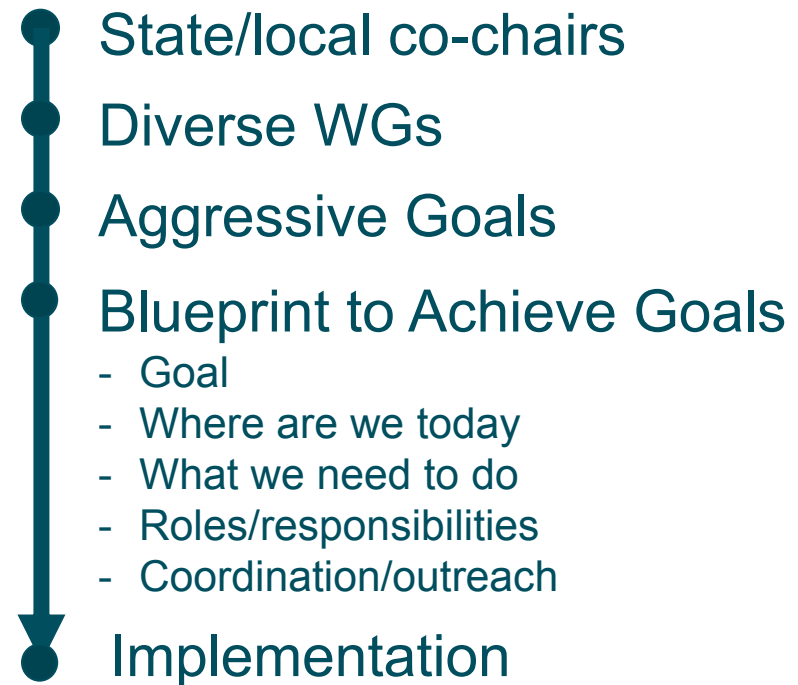 State/local co-chairs
Diverse WGs
Aggressive Goals
Blueprint to Achieve Goals
- Goal
- Where are we today
- What we need to do
- Roles/responsibilities
- Coordination/outreach
Implementation